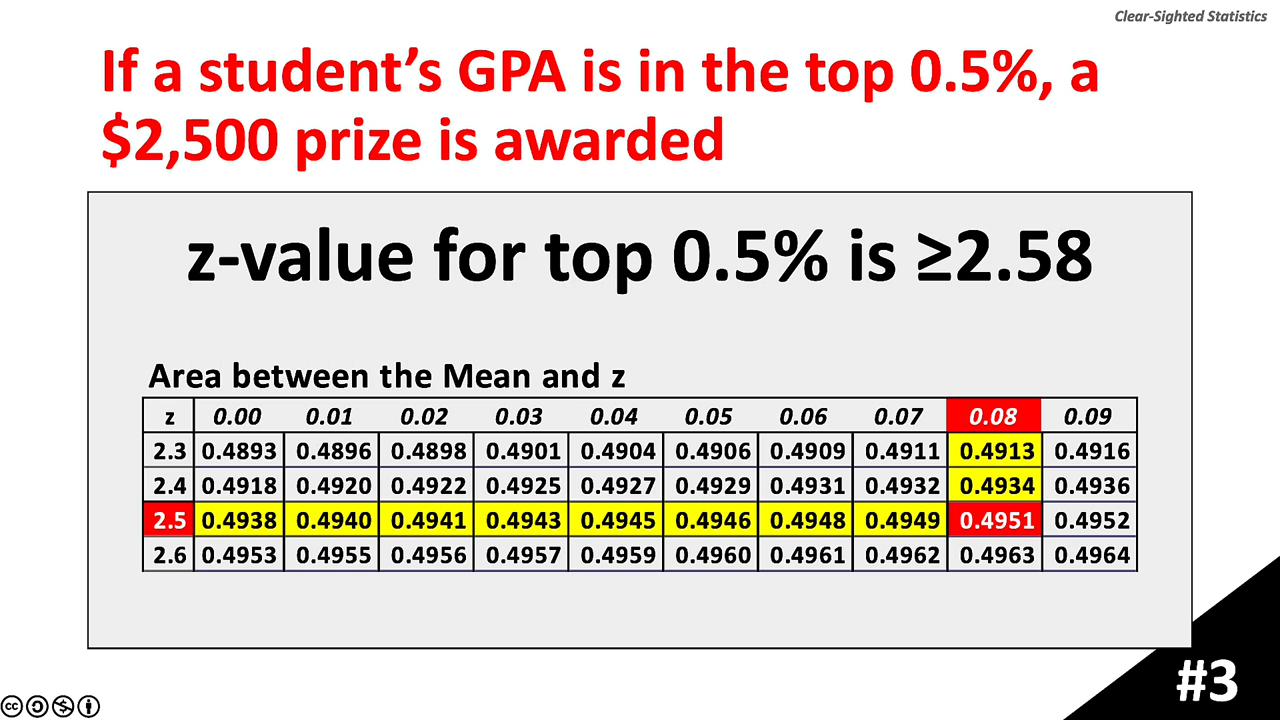 Clear-Sighted Statistics
If a student’s GPA is in the top 0.5%, a
$2,500 prize is awarded
z-value for top 0.5% is ≥2.58
Area between the Mean and z
z 0.00 0.01 0.02 0.03 0.04 0.05 0.06 0.07 0.08 0.09
2.3 0.4893 0.4896 0.4898 0.4901 0.4904 0.4906 0.4909 0.4911 0.4913 0.4916
2.4 0.4918 0.4920 0.4922 0.4925 0.4927 0.4929 0.4931 0.4932 0.4934 0.4936
2.5 0.4938 0.4940 0.4941 0.4943 0.4945 0.4946 0.4948 0.4949 0.4951 0.4952
2.6 0.4953 0.4955 0.4956 0.4957 0.4959 0.4960 0.4961 0.4962 0.4963 0.4964
#3